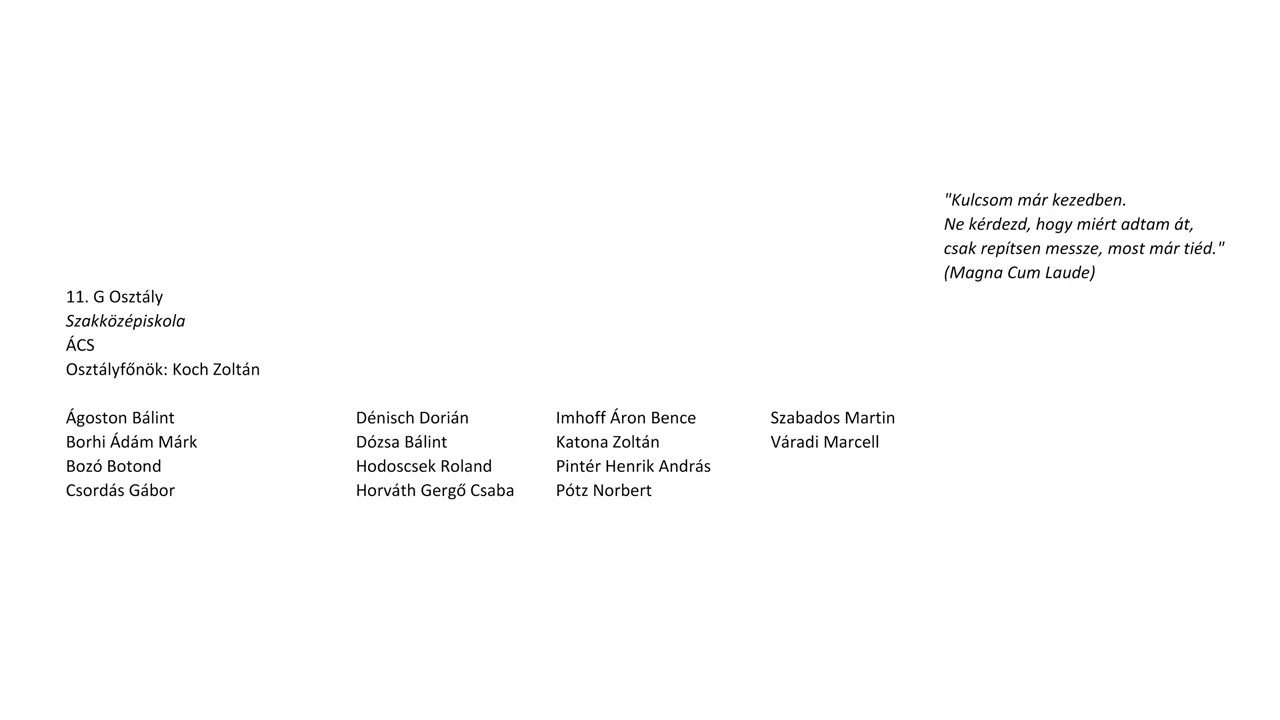 "Kulcsom már kezedben.
Ne kérdezd, hogy miért adtam át,
csak repítsen messze, most már tiéd."
(Magna Cum Laude)
11. G Osztály
Szakközépiskola
ÁCS
Osztályfőnök: Koch Zoltán
Ágoston Bálint
Borhi Ádám Márk
Bozó Botond
Csordás Gábor
Dénisch Dorián
Dózsa Bálint
Hodoscsek Roland
Horváth Gergő Csaba
Imhoff Áron Bence
Katona Zoltán
Pintér Henrik András
Pótz Norbert
Szabados Martin
Váradi Marcell